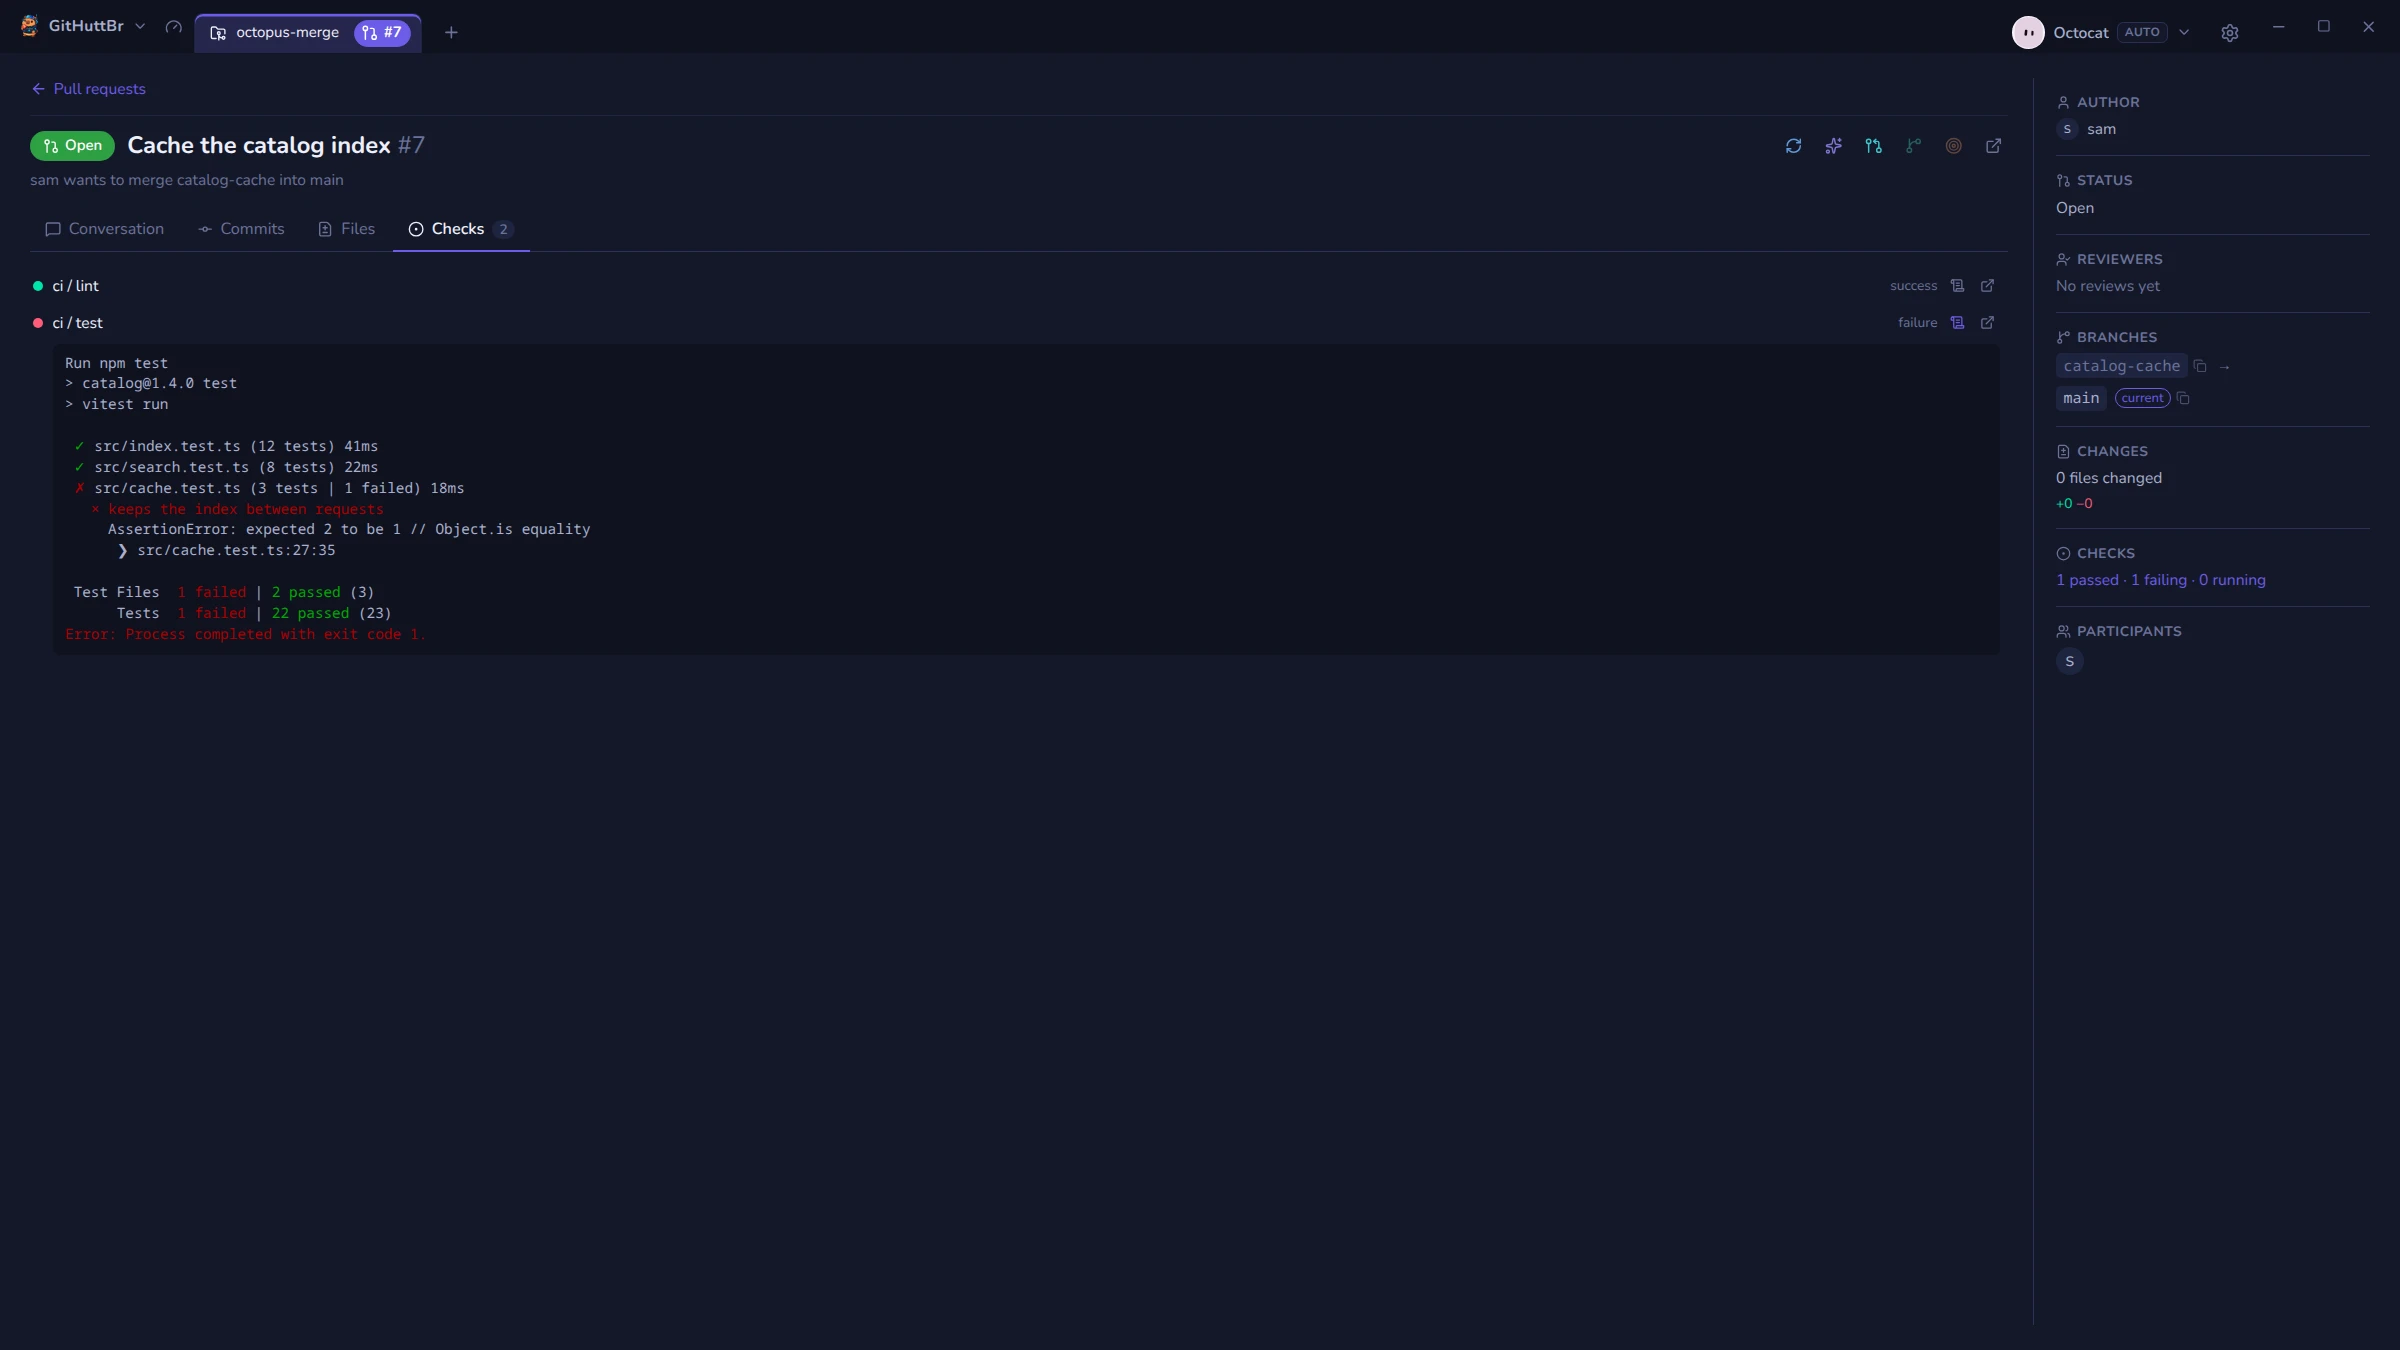 GitHuttBr
octopus-merge #7
Octocat AUTO
Pull requests
Open Cache the catalog index #7
sam wants to merge catalog-cache into main
Conversation Commits Files Checks 2
ci / lint success
ci / test failure
Run npm test
> catalog@1.4.0 test
> vitest run
✓ src/index.test.ts (12 tests) 41ms
✓ src/search.test.ts (8 tests) 22ms
✗ src/cache.test.ts (3 tests | 1 failed) 18ms
× keeps the index between requests
AssertionError: expected 2 to be 1 // Object.is equality
❯ src/cache.test.ts:27:35
Test Files 1 failed | 2 passed (3)
Tests 1 failed | 22 passed (23)
Error: Process completed with exit code 1.
AUTHOR
S sam
STATUS
Open
REVIEWERS
No reviews yet
BRANCHES
catalog-cache →
main current
CHANGES
0 files changed
+0 −0
CHECKS
1 passed · 1 failing · 0 running
PARTICIPANTS
S